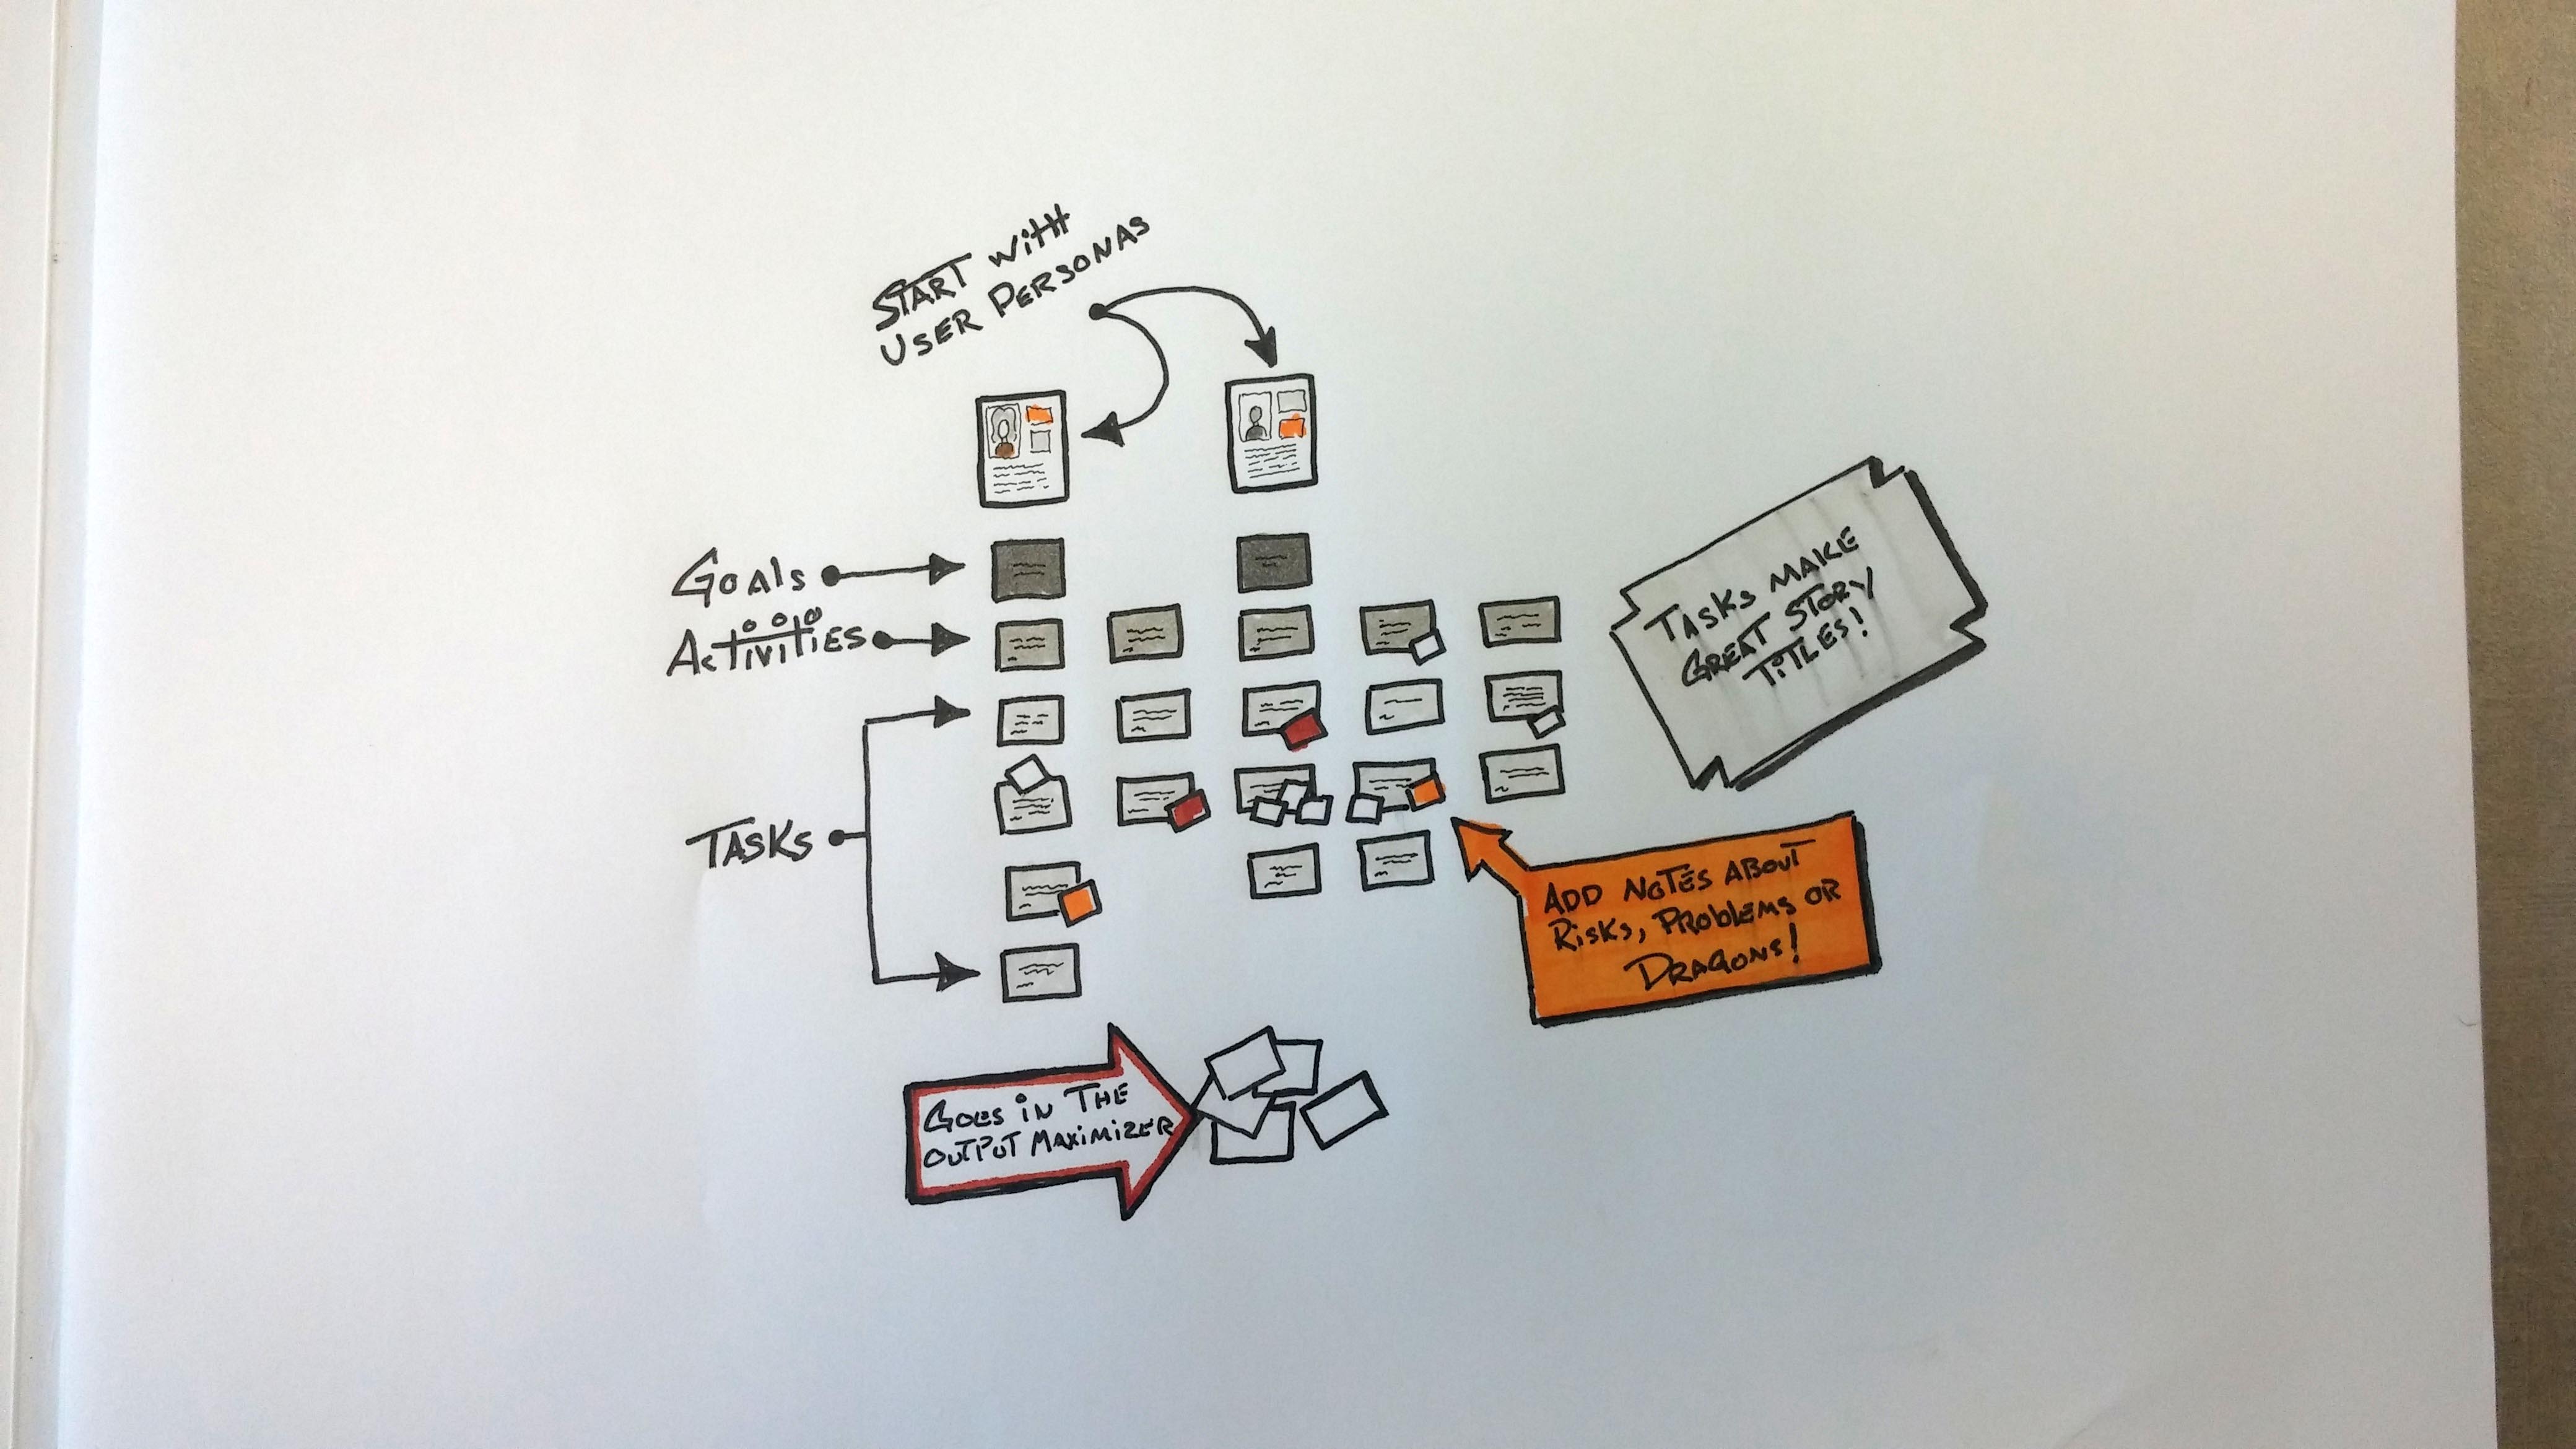 START WITH
USER PERSONAS
GOALS
ACTIVITIES
TASKS
TASKS MAKE
GREAT STORY
TITLES!
ADD NOTES ABOUT
RISKS, PROBLEMS OR
DRAGONS!
GOES IN THE
OUTPUT MAXIMIZER